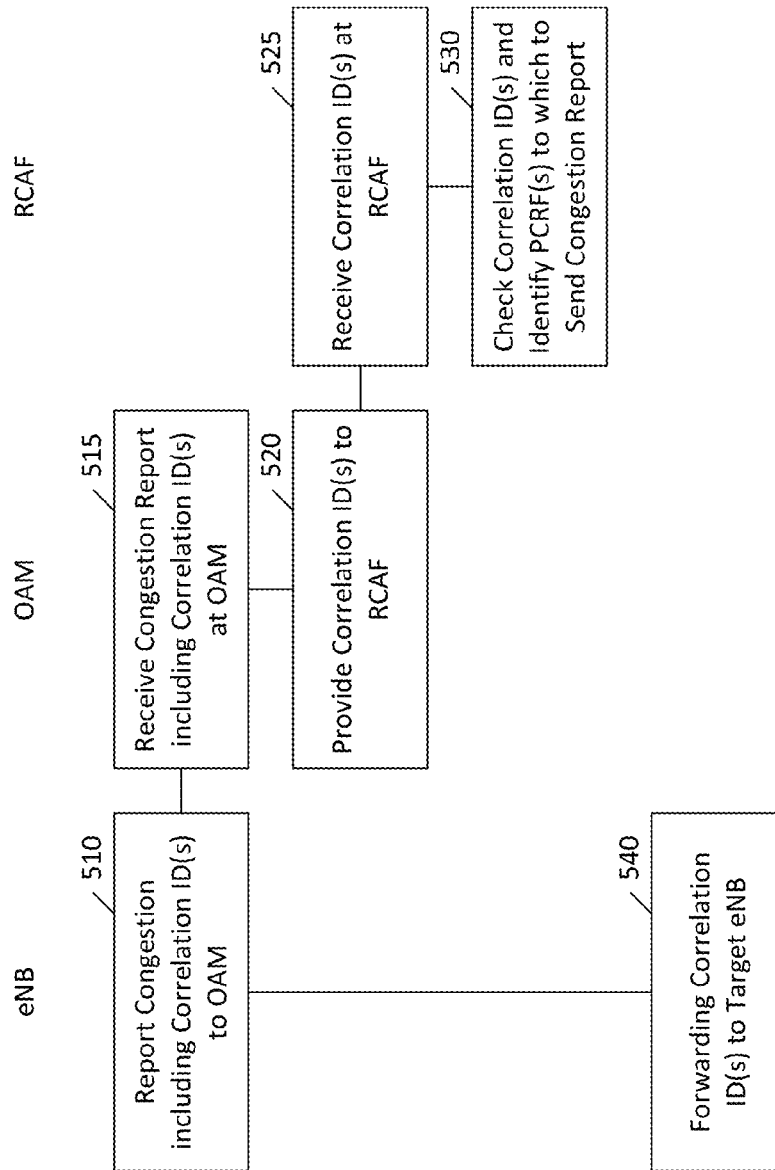 eNB
OAM
RCAF
510
Report Congestion
including Correlation ID(s)
to OAM
515
Receive Congestion Report
including Correlation ID(s)
at OAM
520
Provide Correlation ID(s) to
RCAF
525
Receive Correlation ID(s) at
RCAF
530
Check Correlation ID(s) and
Identify PCRF(s) to which to
Send Congestion Report
540
Forwarding Correlation
ID(s) to Target eNB